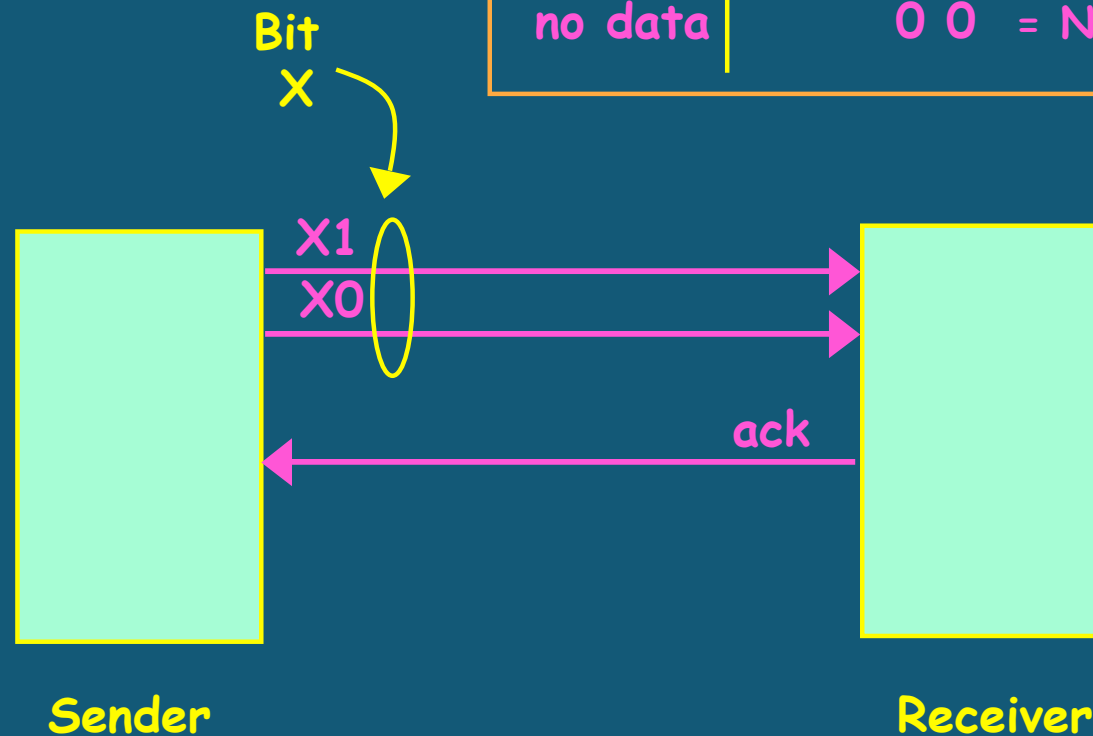 Bit
X
no data 0 0 = N
X1
X0
ack
Sender
Receiver